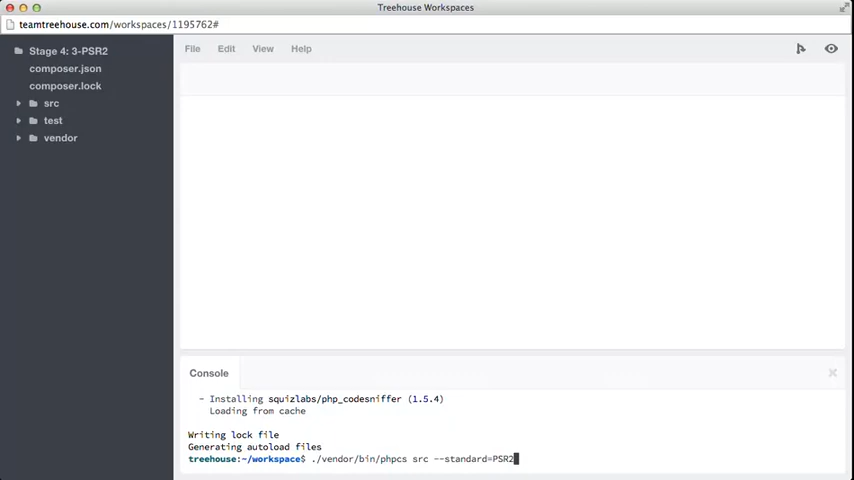 Treehouse Workspaces
teamtreehouse.com/workspaces/1195762#
Stage 4: 3-PSR2
composer.json
composer.lock
src
test
vendor
File Edit View Help
Console
- Installing squizlabs/php_codesniffer (1.5.4)
Loading from cache
Writing lock file
Generating autoload files
treehouse:~/workspace$ ./vendor/bin/phpcs src --standard=PSR2